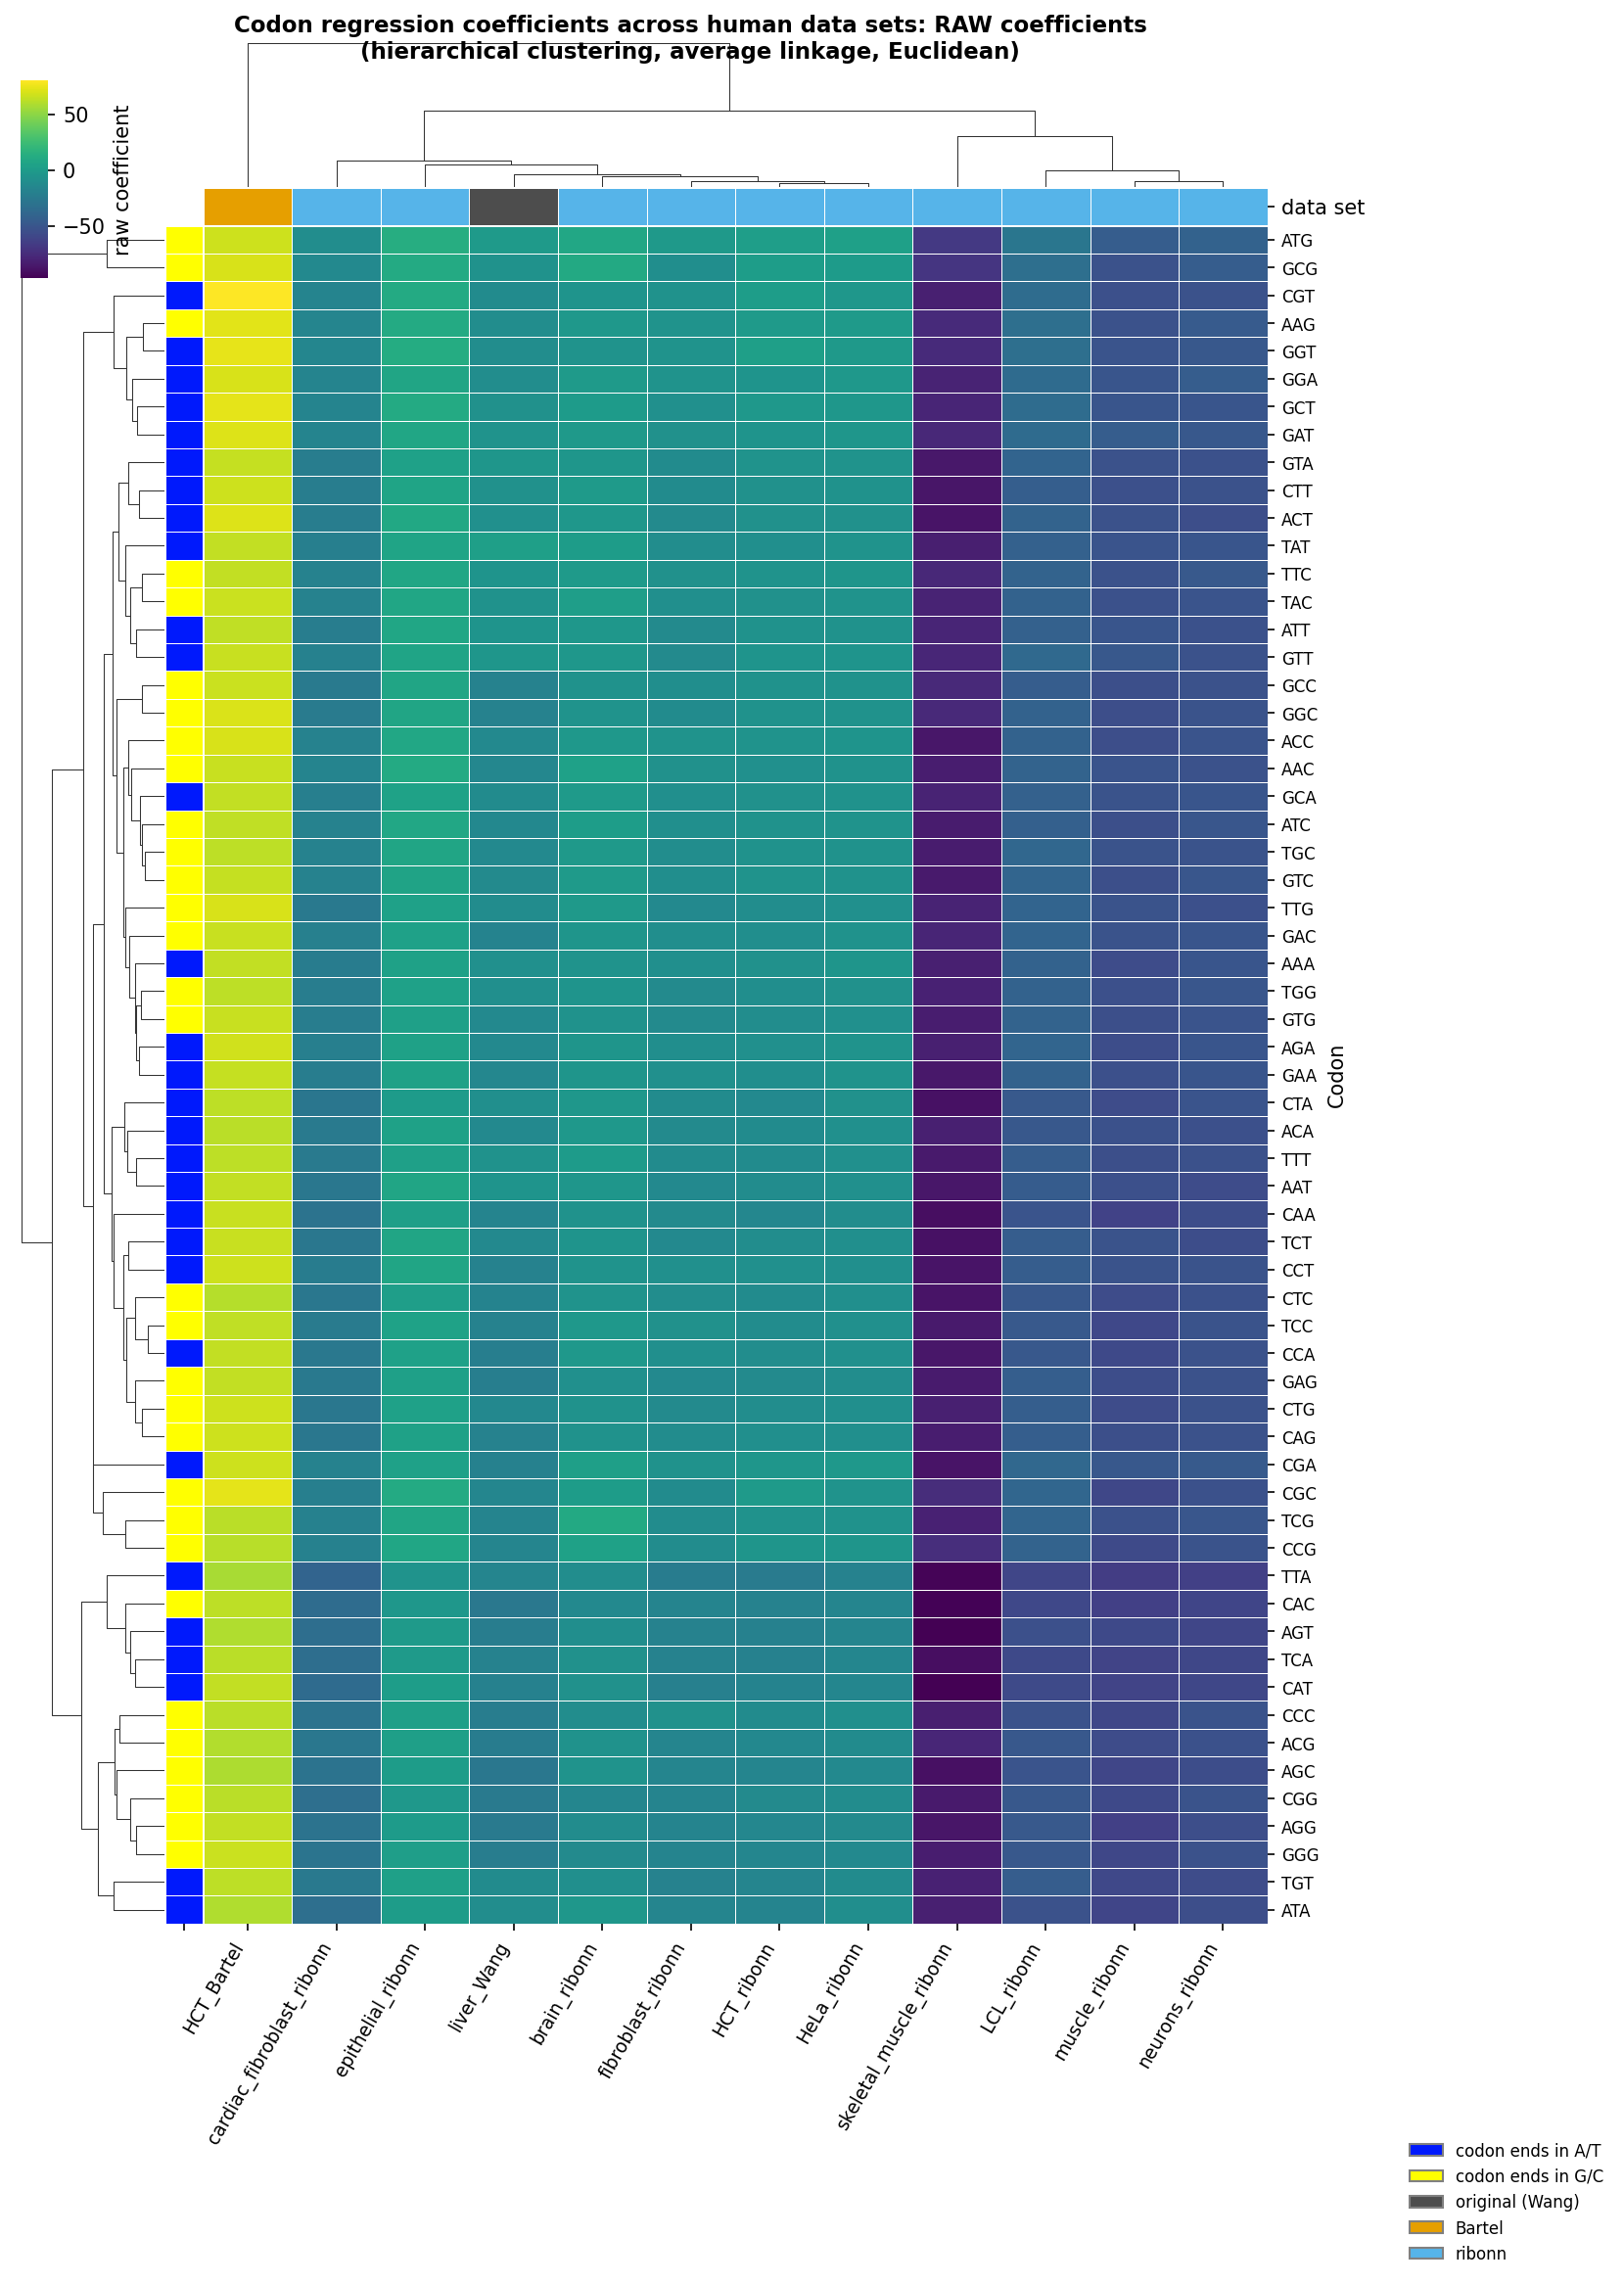 Codon regression coefficients across human data sets: RAW coefficients
(hierarchical clustering, average linkage, Euclidean)
50
0
−50
raw coefficient
data set
ATG
GCG
CGT
AAG
GGT
GGA
GCT
GAT
GTA
CTT
ACT
TAT
TTC
TAC
ATT
GTT
GCC
GGC
ACC
AAC
GCA
ATC
TGC
GTC
TTG
GAC
AAA
TGG
GTG
AGA
GAA
CTA
ACA
TTT
AAT
CAA
TCT
CCT
CTC
TCC
CCA
GAG
CTG
CAG
CGA
CGC
TCG
CCG
TTA
CAC
AGT
TCA
CAT
CCC
ACG
AGC
CGG
AGG
GGG
TGT
ATA
Codon
HCT_Bartel
cardiac_fibroblast_ribonn
epithelial_ribonn
liver_Wang
brain_ribonn
fibroblast_ribonn
HCT_ribonn
HeLa_ribonn
skeletal_muscle_ribonn
LCL_ribonn
muscle_ribonn
neurons_ribonn
codon ends in A/T
codon ends in G/C
original (Wang)
Bartel
ribonn